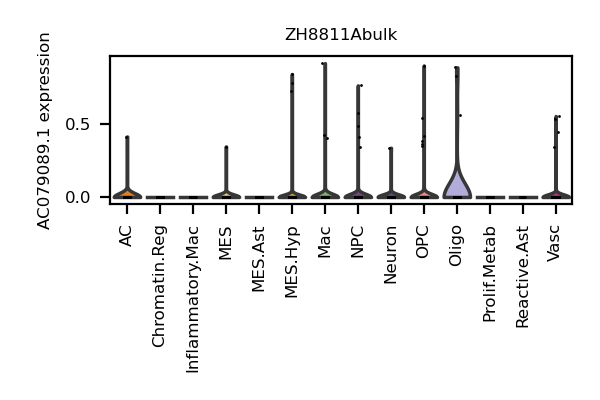 ZH8811Abulk
AC079089.1 expression
0.5
0.0
AC
Chromatin.Reg
Inflammatory.Mac
MES
MES.Ast
MES.Hyp
Mac
NPC
Neuron
OPC
Oligo
Prolif.Metab
Reactive.Ast
Vasc